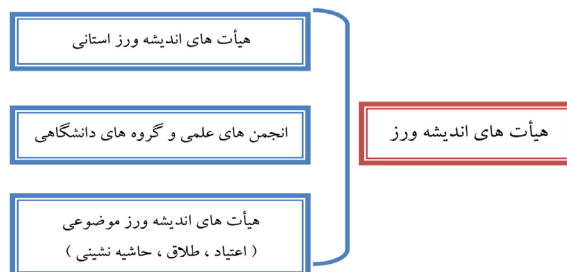 هیأت های اندیشه ورز
هیأت های اندیشه ورز استانی
انجمن های علمی و گروه های دانشگاهی
هیأت های اندیشه ورز موضوعی
( اعتیاد ، طلاق ، حاشیه نشینی )